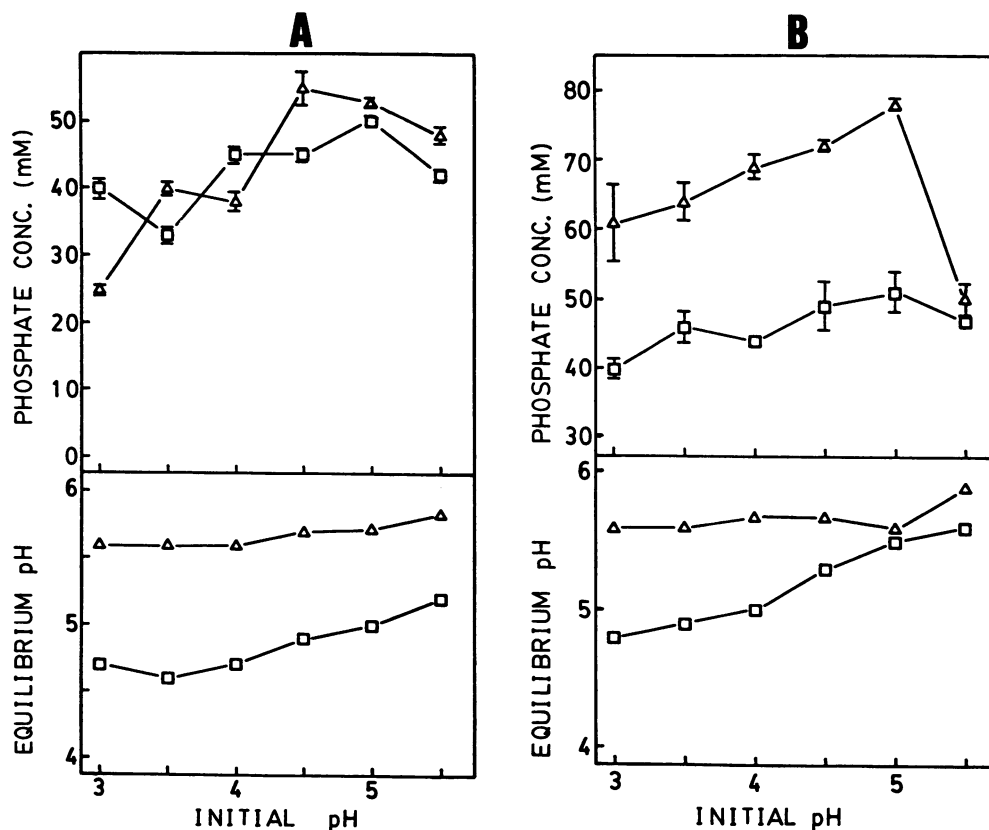 A
PHOSPHATE CONC. (mM)
50
40
30
20
10
0
EQUILIBRIUM pH
6
5
4
3 4 5
INITIAL pH
B
PHOSPHATE CONC. (mM)
80
70
60
50
40
30
EQUILIBRIUM pH
6
5
4
3 4 5
INITIAL pH